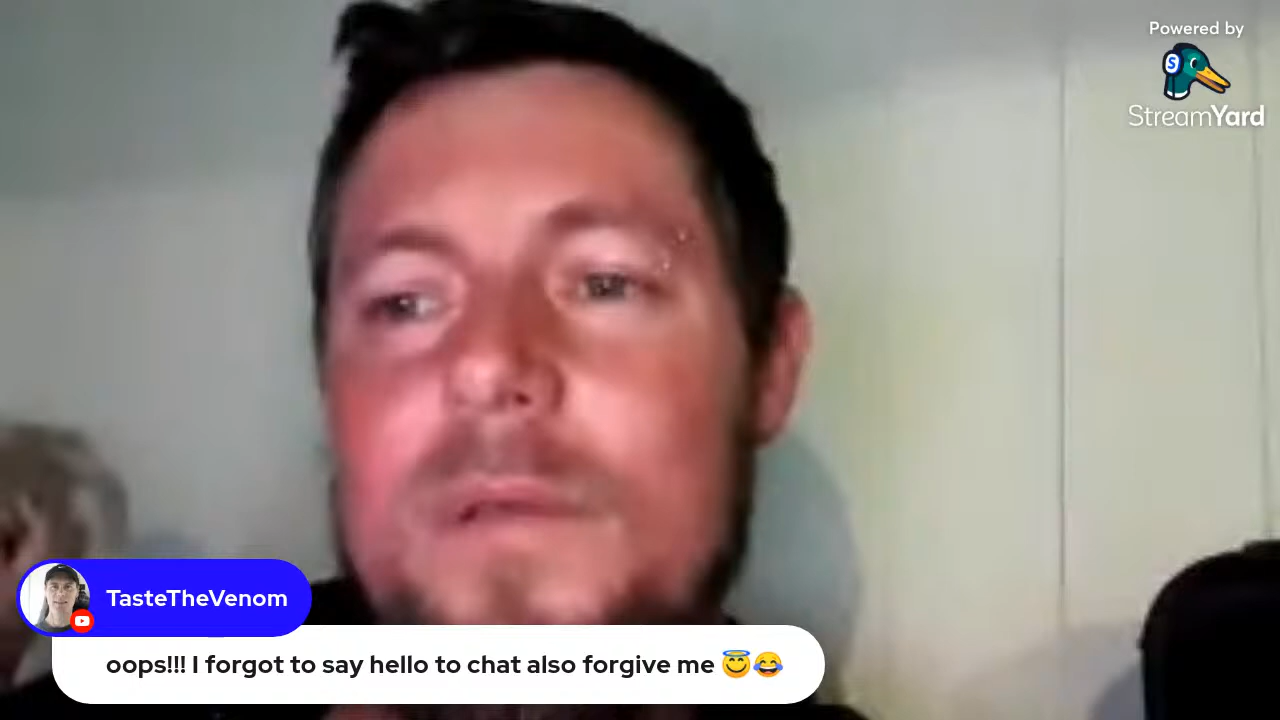 Powered by
S
StreamYard
TasteTheVenom
oops!!! I forgot to say hello to chat also forgive me 😇😂